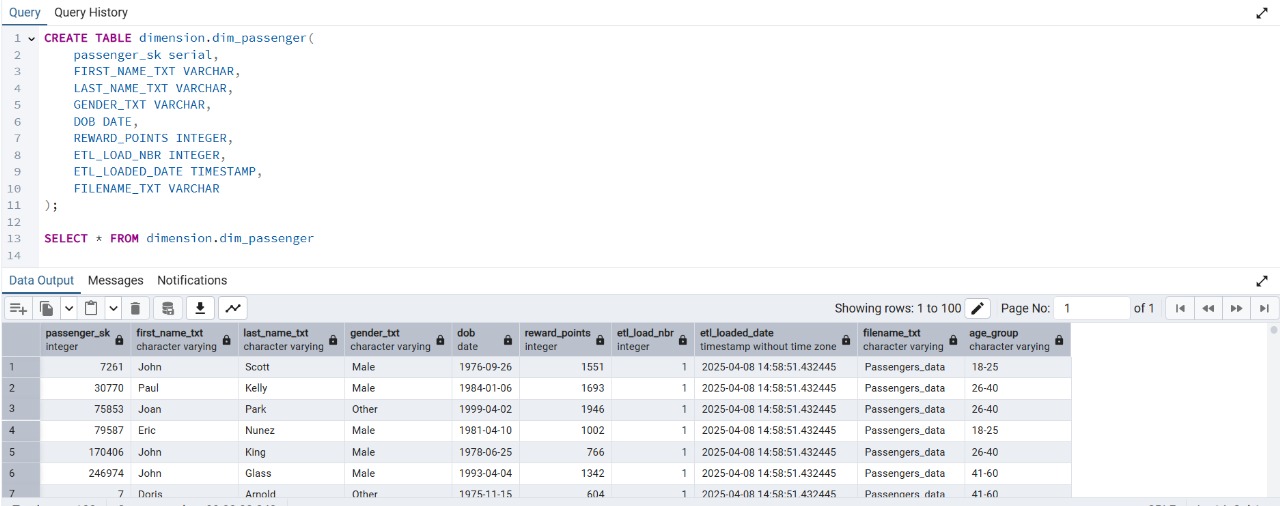 Query Query History
1 CREATE TABLE dimension.dim_passenger(
2 passenger_sk serial,
3 FIRST_NAME_TXT VARCHAR,
4 LAST_NAME_TXT VARCHAR,
5 GENDER_TXT VARCHAR,
6 DOB DATE,
7 REWARD_POINTS INTEGER,
8 ETL_LOAD_NBR INTEGER,
9 ETL_LOADED_DATE TIMESTAMP,
10 FILENAME_TXT VARCHAR
11 );
12
13 SELECT * FROM dimension.dim_passenger
14
Data Output Messages Notifications
Showing rows: 1 to 100 Page No: 1 of 1
passenger_sk first_name_txt last_name_txt gender_txt dob reward_points etl_load_nbr etl_loaded_date filename_txt age_group
integer character varying character varying character varying date integer integer timestamp without time zone character varying character varying
1 7261 John Scott Male 1976-09-26 1551 1 2025-04-08 14:58:51.432445 Passengers_data 18-25
2 30770 Paul Kelly Male 1984-01-06 1693 1 2025-04-08 14:58:51.432445 Passengers_data 26-40
3 75853 Joan Park Other 1999-04-02 1946 1 2025-04-08 14:58:51.432445 Passengers_data 26-40
4 79587 Eric Nunez Male 1981-04-10 1002 1 2025-04-08 14:58:51.432445 Passengers_data 18-25
5 170406 John King Male 1978-06-25 766 1 2025-04-08 14:58:51.432445 Passengers_data 26-40
6 246974 John Glass Male 1993-04-04 1342 1 2025-04-08 14:58:51.432445 Passengers_data 41-60
7 7 Doris Arnold Other 1975-11-15 604 1 2025-04-08 14:58:51.432445 Passengers_data 41-60